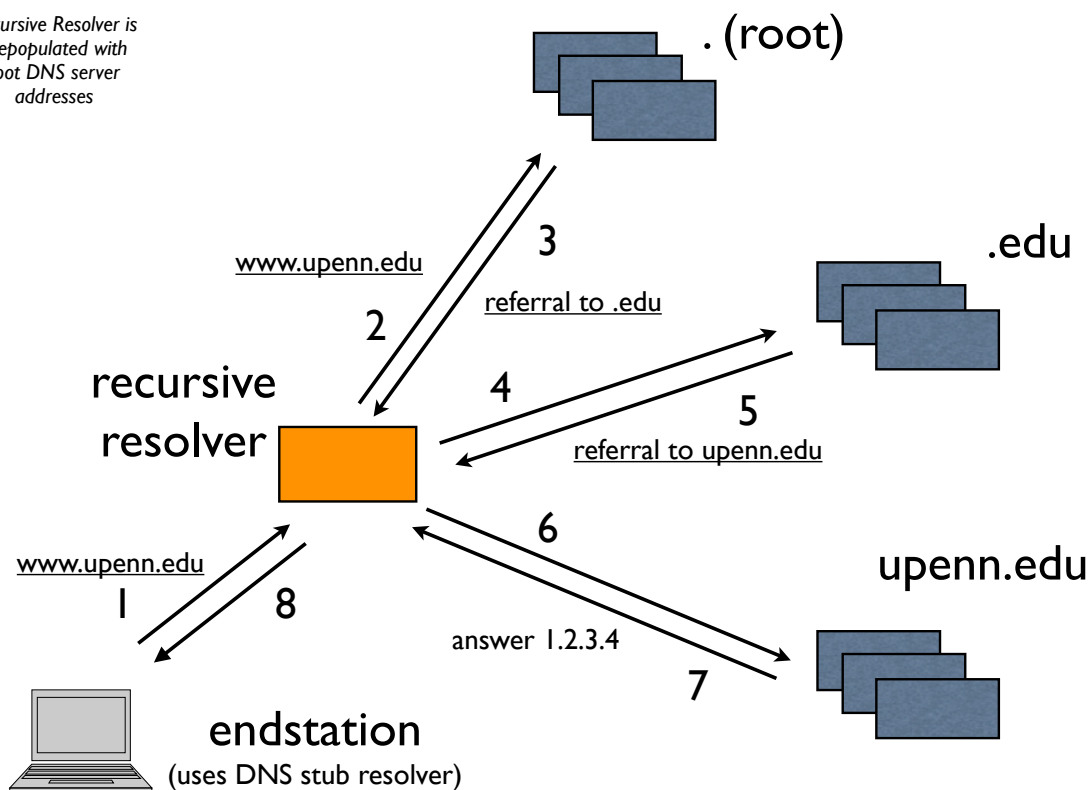 ursive Resolver is
epopulated with
oot DNS server
addresses
. (root)
3
www.upenn.edu
referral to .edu
2
.edu
recursive
resolver
4
5
referral to upenn.edu
6
www.upenn.edu
1
8
upenn.edu
answer 1.2.3.4
7
endstation
(uses DNS stub resolver)